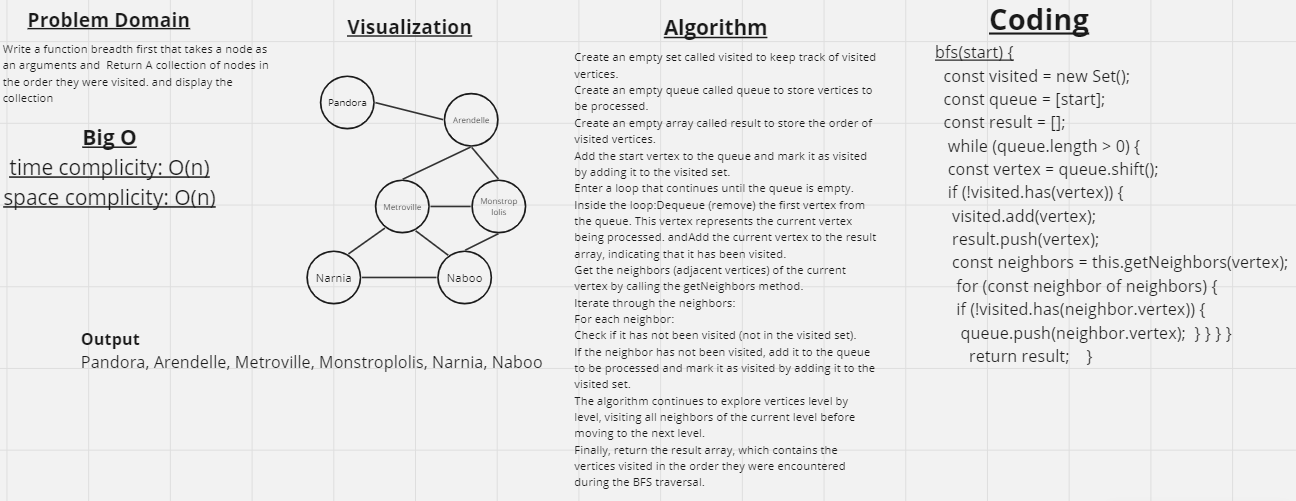 Problem Domain
Write a function breadth first that takes a node as
an arguments and  Return A collection of nodes in
the order they were visited. and display the
collection
Big O
time complicity: O(n)
space complicity: O(n)
Visualization
Pandora
Arendelle
Metroville
Monstrop
lolis
Narnia
Naboo
Output
Pandora, Arendelle, Metroville, Monstroplolis, Narnia, Naboo
Algorithm
Create an empty set called visited to keep track of visited
vertices.
Create an empty queue called queue to store vertices to
be processed.
Create an empty array called result to store the order of
visited vertices.
Add the start vertex to the queue and mark it as visited
by adding it to the visited set.
Enter a loop that continues until the queue is empty.
Inside the loop:Dequeue (remove) the first vertex from
the queue. This vertex represents the current vertex
being processed. andAdd the current vertex to the result
array, indicating that it has been visited.
Get the neighbors (adjacent vertices) of the current
vertex by calling the getNeighbors method.
Iterate through the neighbors:
For each neighbor:
Check if it has not been visited (not in the visited set).
If the neighbor has not been visited, add it to the queue
to be processed and mark it as visited by adding it to the
visited set.
The algorithm continues to explore vertices level by
level, visiting all neighbors of the current level before
moving to the next level.
Finally, return the result array, which contains the
vertices visited in the order they were encountered
during the BFS traversal.
Coding
bfs(start) {
const visited = new Set();
const queue = [start];
const result = [];
while (queue.length > 0) {
const vertex = queue.shift();
if (!visited.has(vertex)) {
visited.add(vertex);
result.push(vertex);
const neighbors = this.getNeighbors(vertex);
for (const neighbor of neighbors) {
if (!visited.has(neighbor.vertex)) {
queue.push(neighbor.vertex);  } } } }
return result;    }